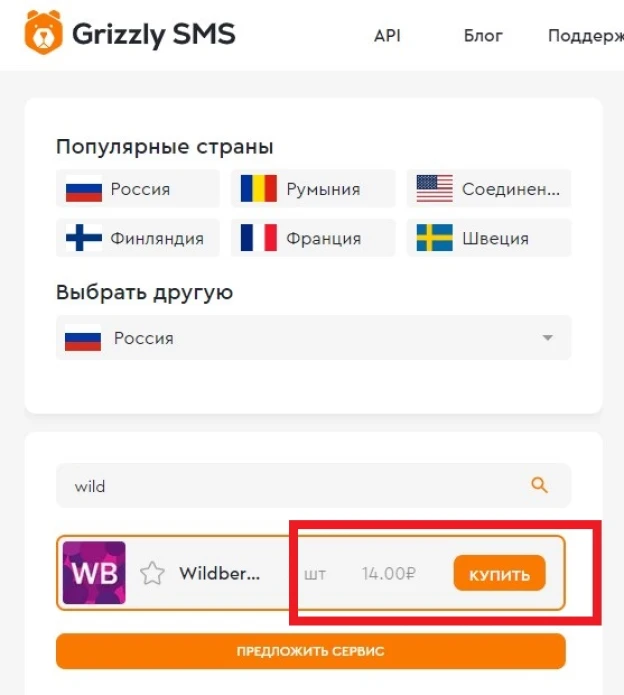 Grizzly SMS API Блог Поддерж
Популярные страны
Россия Румыния Соединен...
Финляндия Франция Швеция
Выбрать другую
Россия
wild
WB Wildber... шт 14.00₽ КУПИТЬ
ПРЕДЛОЖИТЬ СЕРВИС